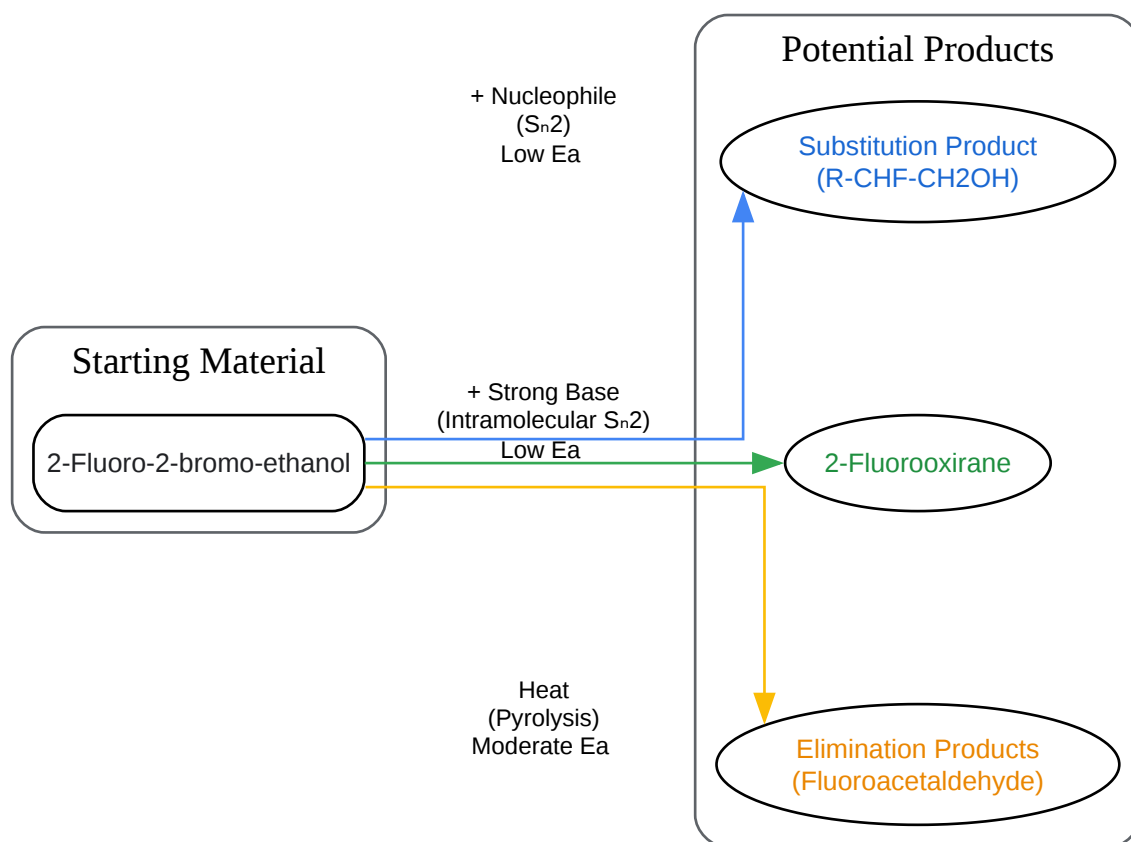 Potential Products
+ Nucleophile
(Sₙ2)
Low Ea
Substitution Product
(R-CHF-CH2OH)
Starting Material
2-Fluoro-2-bromo-ethanol
+ Strong Base
(Intramolecular Sₙ2)
Low Ea
2-Fluorooxirane
Heat
(Pyrolysis)
Moderate Ea
Elimination Products
(Fluoroacetaldehyde)